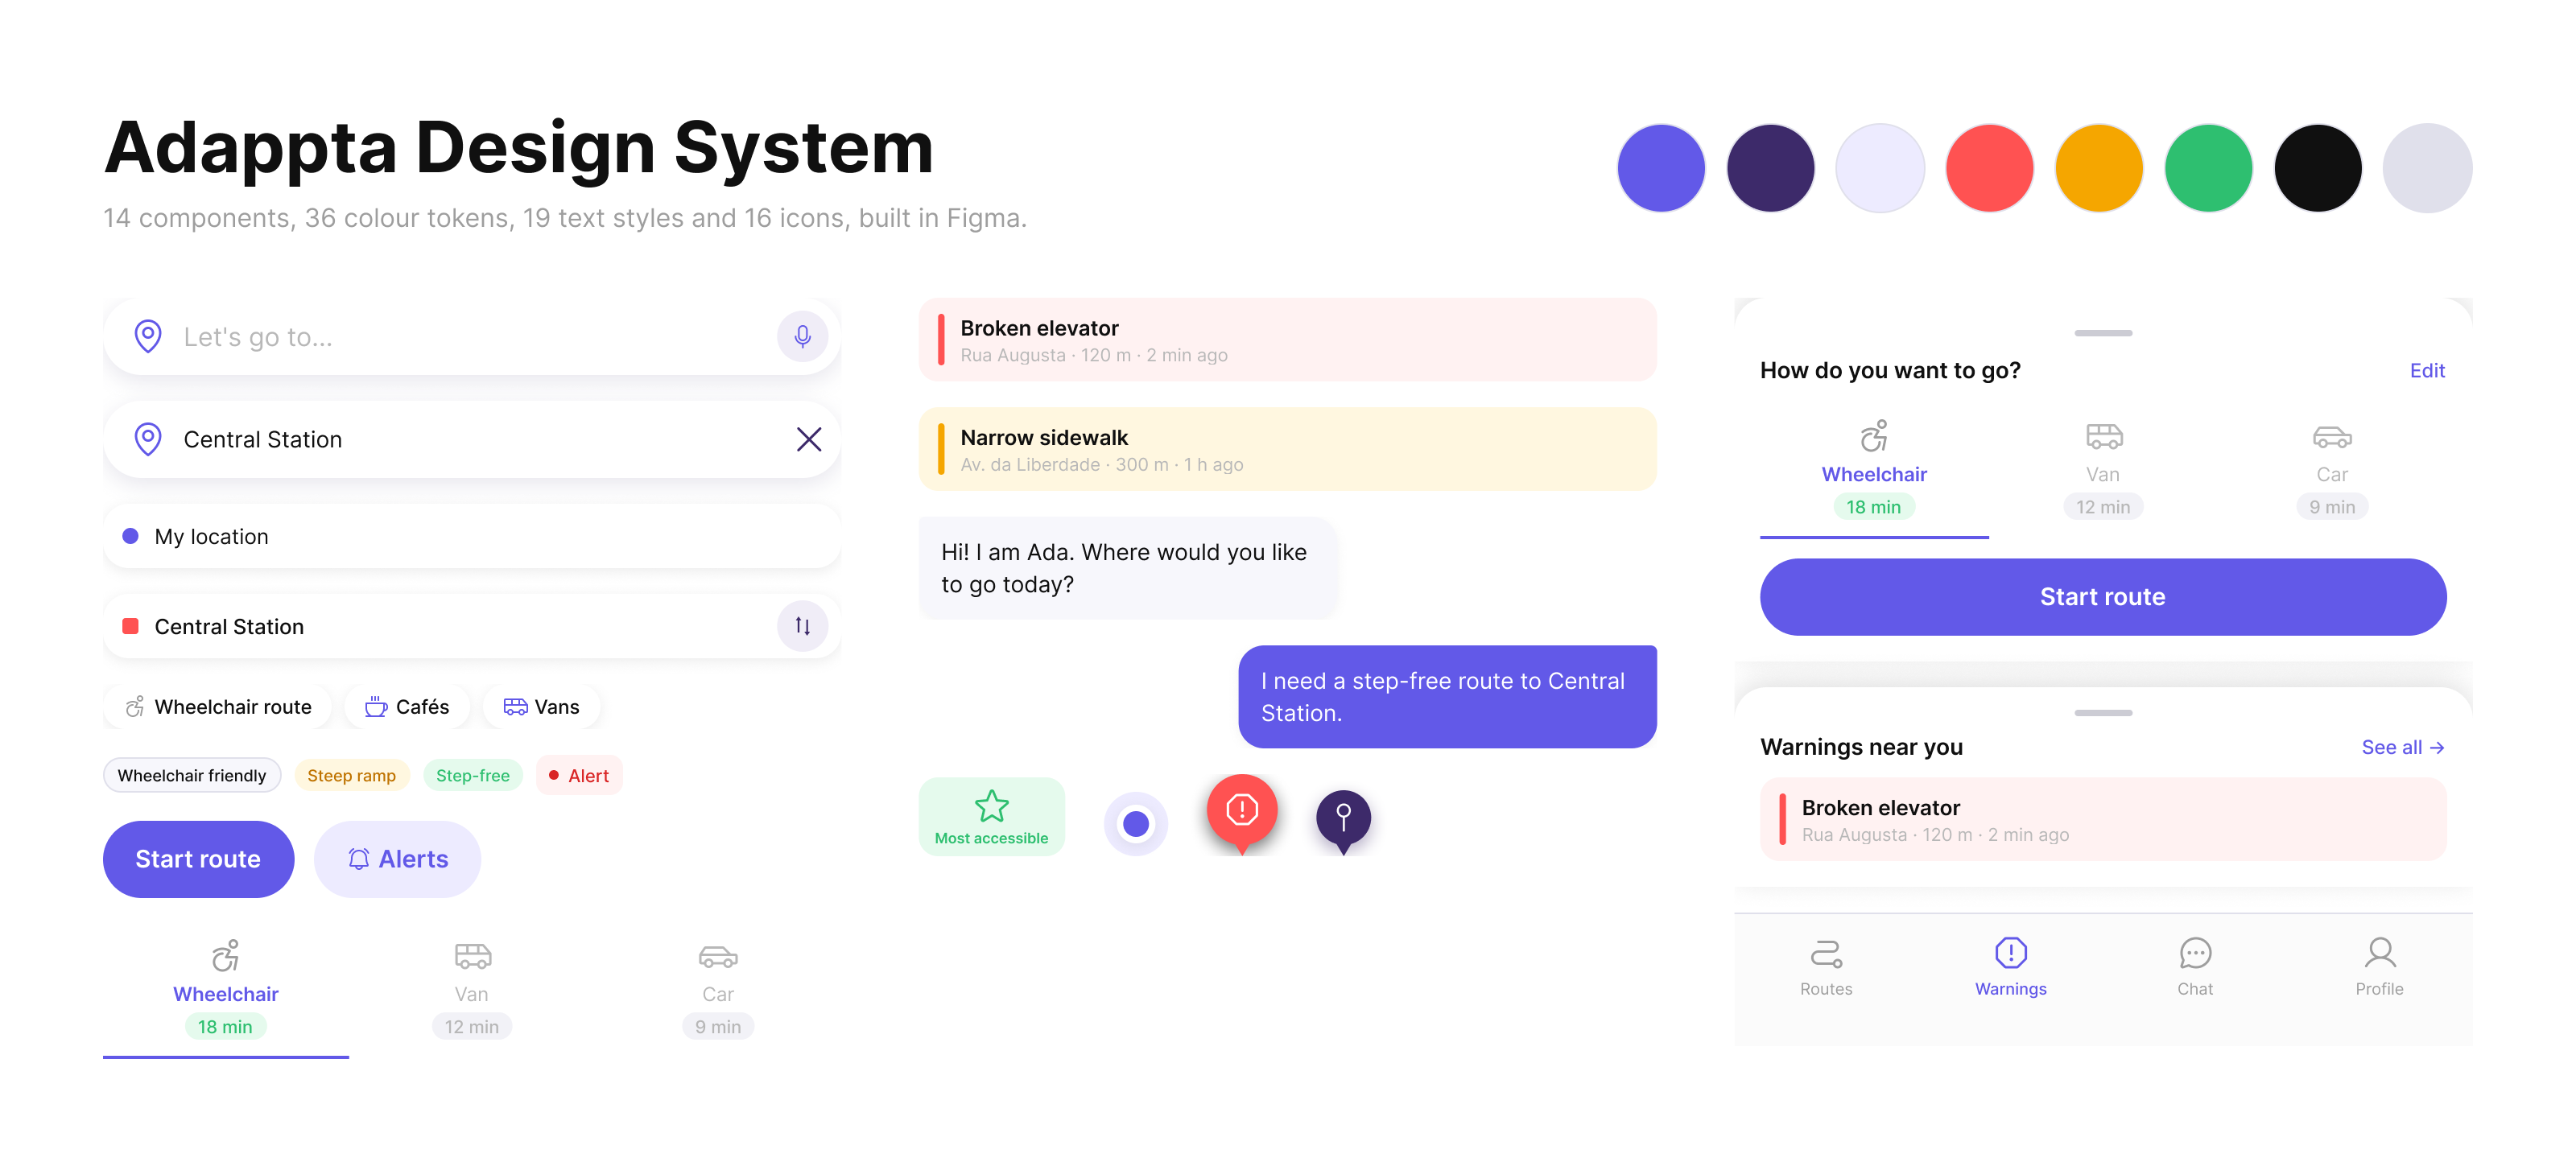 Adappta Design System
14 components, 36 colour tokens, 19 text styles and 16 icons, built in Figma.
Let's go to...
Central Station
My location
Central Station
Wheelchair route
Cafés
Vans
Wheelchair friendly
Steep ramp
Step-free
Alert
Start route
Alerts
Wheelchair
Van
Car
18 min
12 min
9 min
Broken elevator
Rua Augusta · 120 m · 2 min ago
Narrow sidewalk
Av. da Liberdade · 300 m · 1 h ago
Hi! I am Ada. Where would you like
to go today?
I need a step-free route to Central
Station.
Most accessible
How do you want to go?
Edit
Wheelchair
Van
Car
18 min
12 min
9 min
Start route
Warnings near you
See all →
Broken elevator
Rua Augusta · 120 m · 2 min ago
Routes
Warnings
Chat
Profile